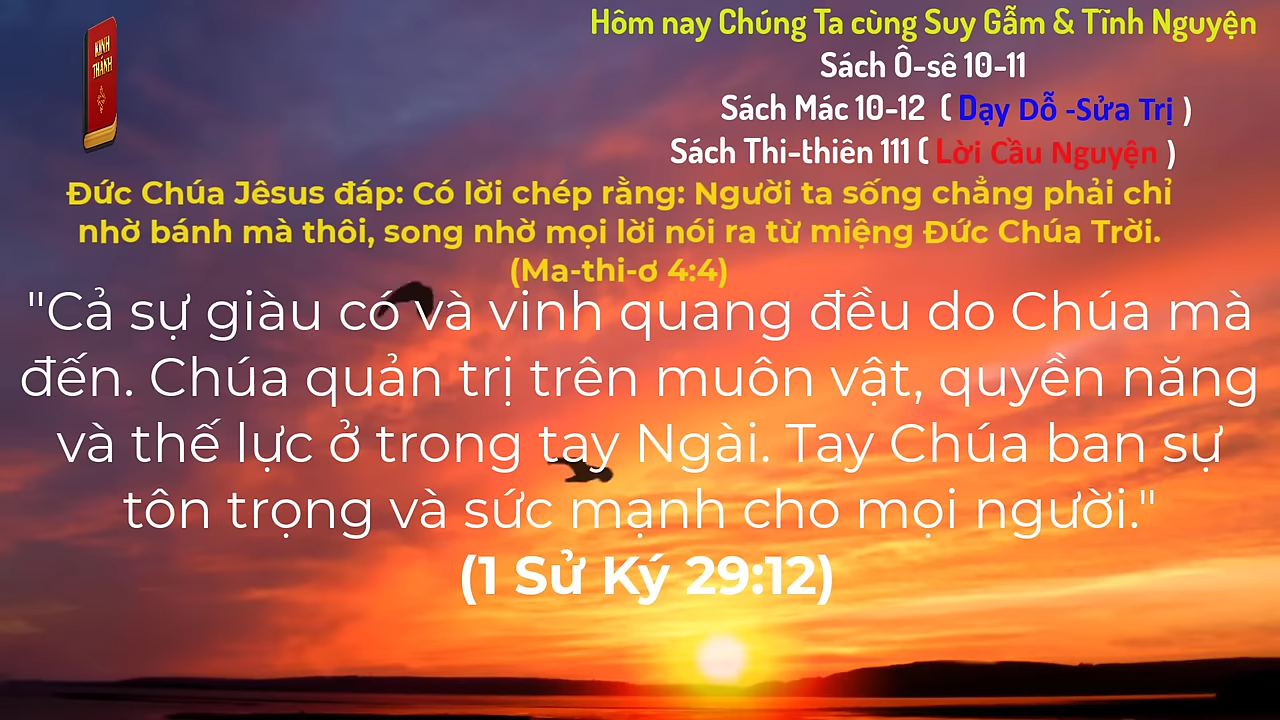 KINH
THÁNH
Hôm nay Chúng Ta cùng Suy Gẫm & Tĩnh Nguyện
Sách Ô-sê 10-11
Sách Mác 10-12 ( Dạy Dỗ -Sửa Trị )
Sách Thi-thiên 111 ( Lời Cầu Nguyện )
Đức Chúa Jêsus đáp: Có lời chép rằng: Người ta sống chẳng phải chỉ
nhờ bánh mà thôi, song nhờ mọi lời nói ra từ miệng Đức Chúa Trời.
(Ma-thi-ơ 4:4)
"Cả sự giàu có và vinh quang đều do Chúa mà
đến. Chúa quản trị trên muôn vật, quyền năng
và thế lực ở trong tay Ngài. Tay Chúa ban sự
tôn trọng và sức mạnh cho mọi người."
(1 Sử Ký 29:12)